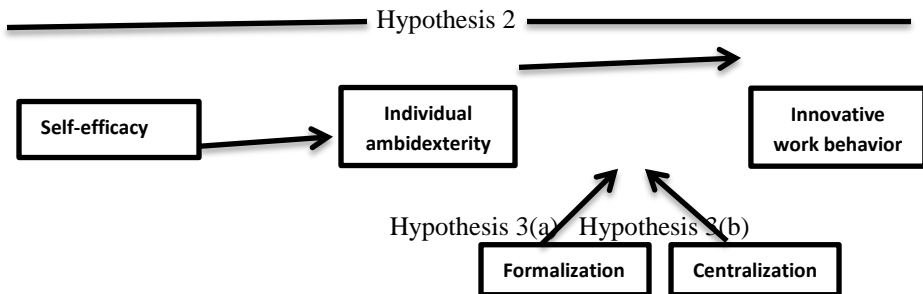 Hypothesis 2
Self-efficacy
Individual
ambidexterity
Innovative
work behavior
Hypothesis 3(a) Hypothesis 3(b)
Formalization
Centralization